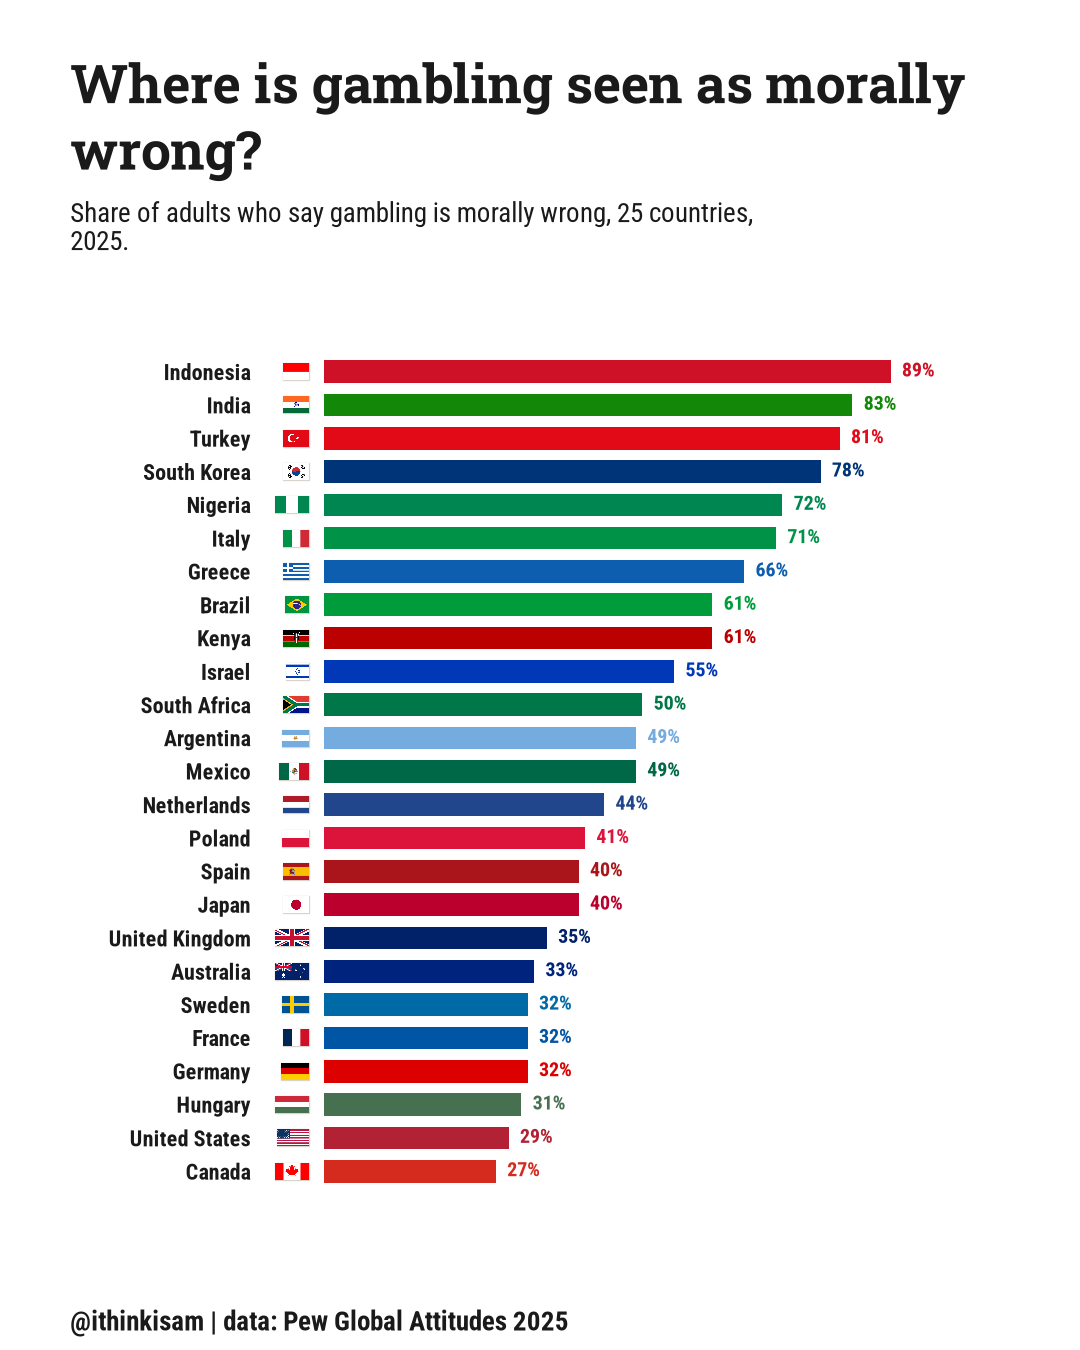 Where is gambling seen as morally
wrong?
Share of adults who say gambling is morally wrong, 25 countries,
2025.
Indonesia 89%
India 83%
Turkey 81%
South Korea 78%
Nigeria 72%
Italy 71%
Greece 66%
Brazil 61%
Kenya 61%
Israel 55%
South Africa 50%
Argentina 49%
Mexico 49%
Netherlands 44%
Poland 41%
Spain 40%
Japan 40%
United Kingdom 35%
Australia 33%
Sweden 32%
France 32%
Germany 32%
Hungary 31%
United States 29%
Canada 27%
@ithinkisam | data: Pew Global Attitudes 2025